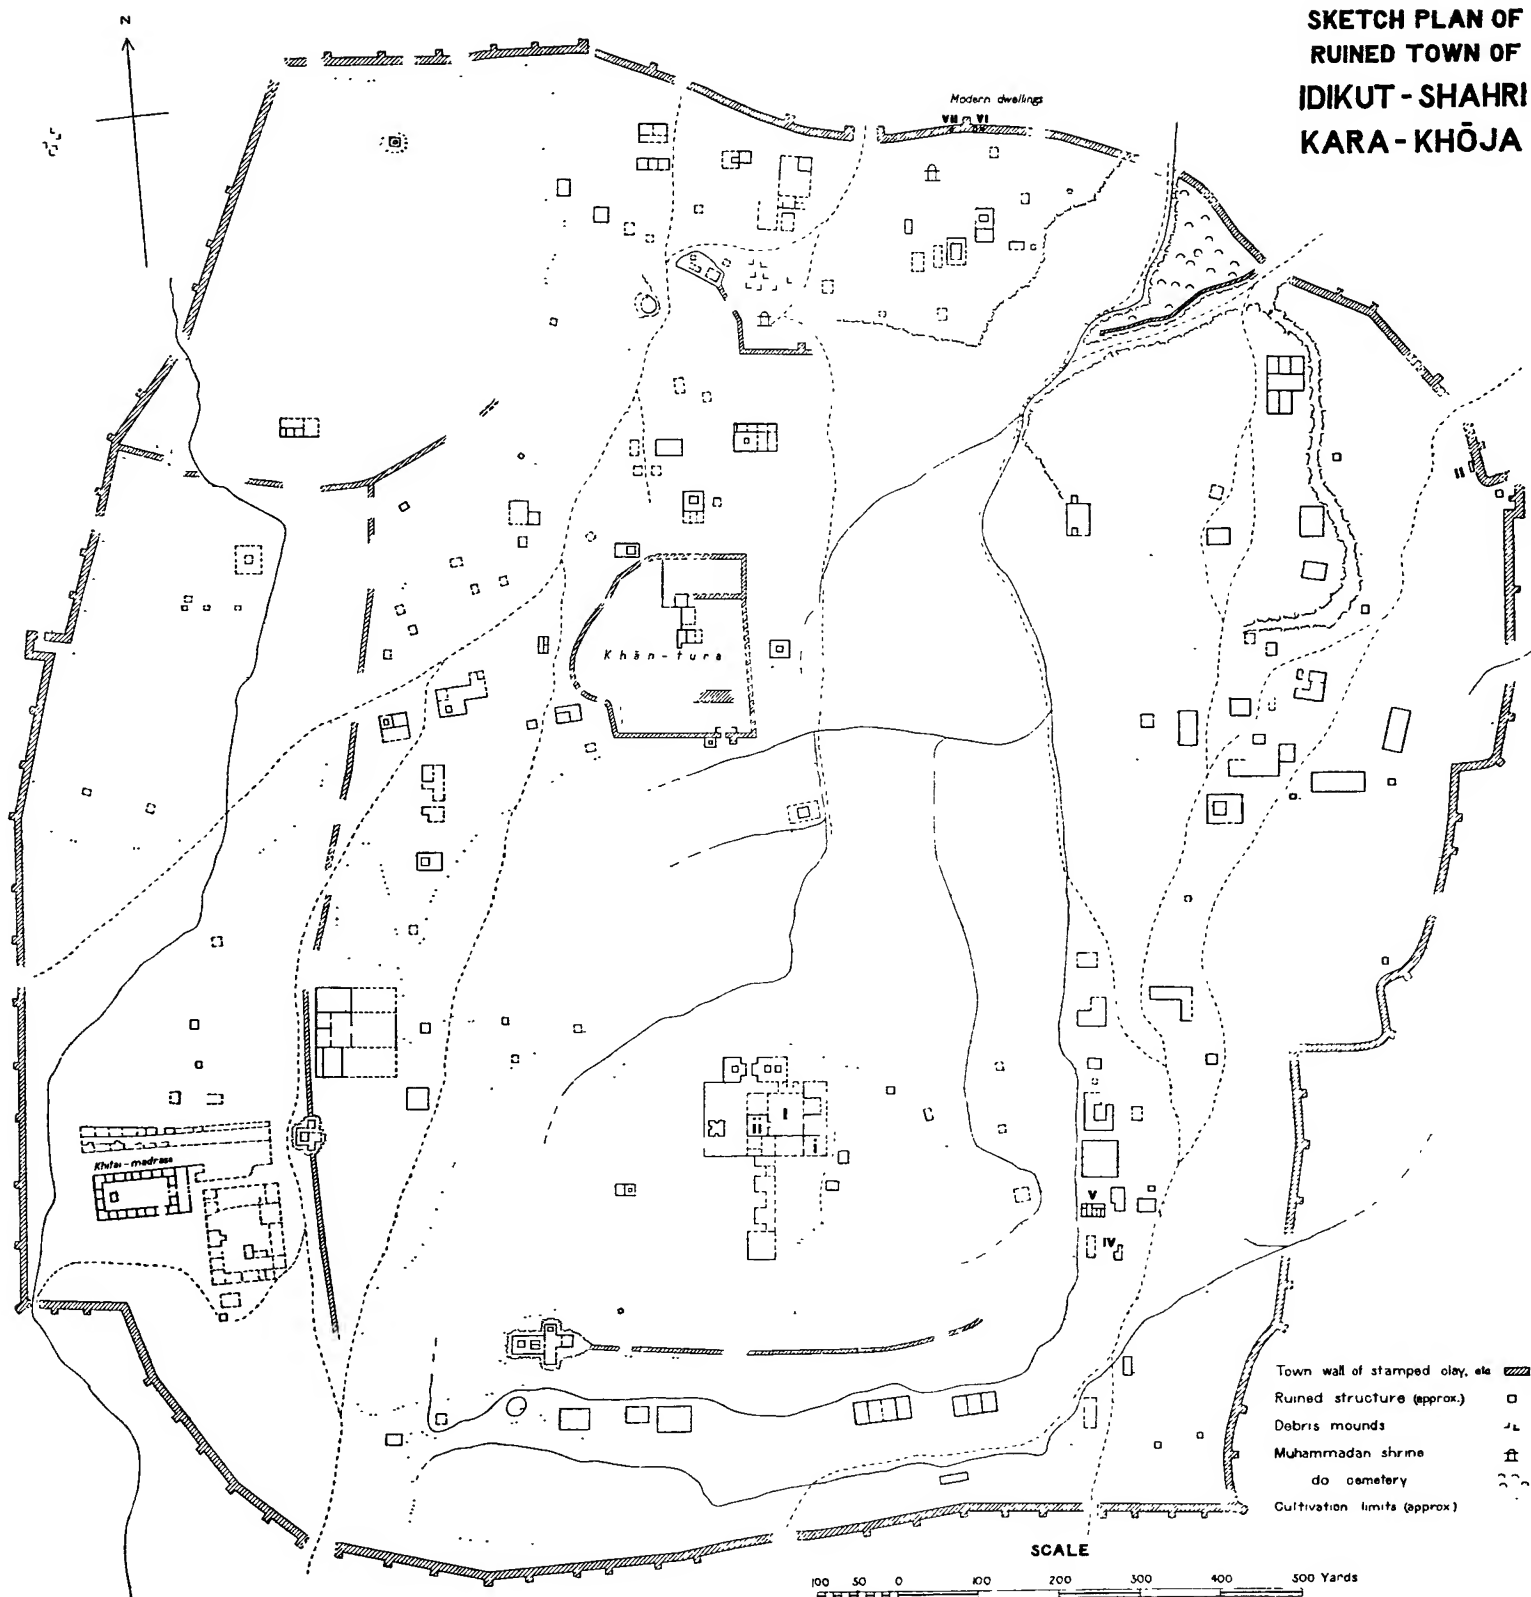 SKETCH PLAN OF
RUINED TOWN OF
IDIKUT-SHAHRI
KARA-KHŌJA
N
Modern dwellings
VII VI
II
Khān-tura
I
II
i
Khitai-madrasa
V
IV
Town wall of stamped clay, etc
Ruined structure (approx.)
Debris mounds
Muhammadan shrine
do cemetery
Cultivation limits (approx)
SCALE
100 50 0 100 200 300 400 500 Yards